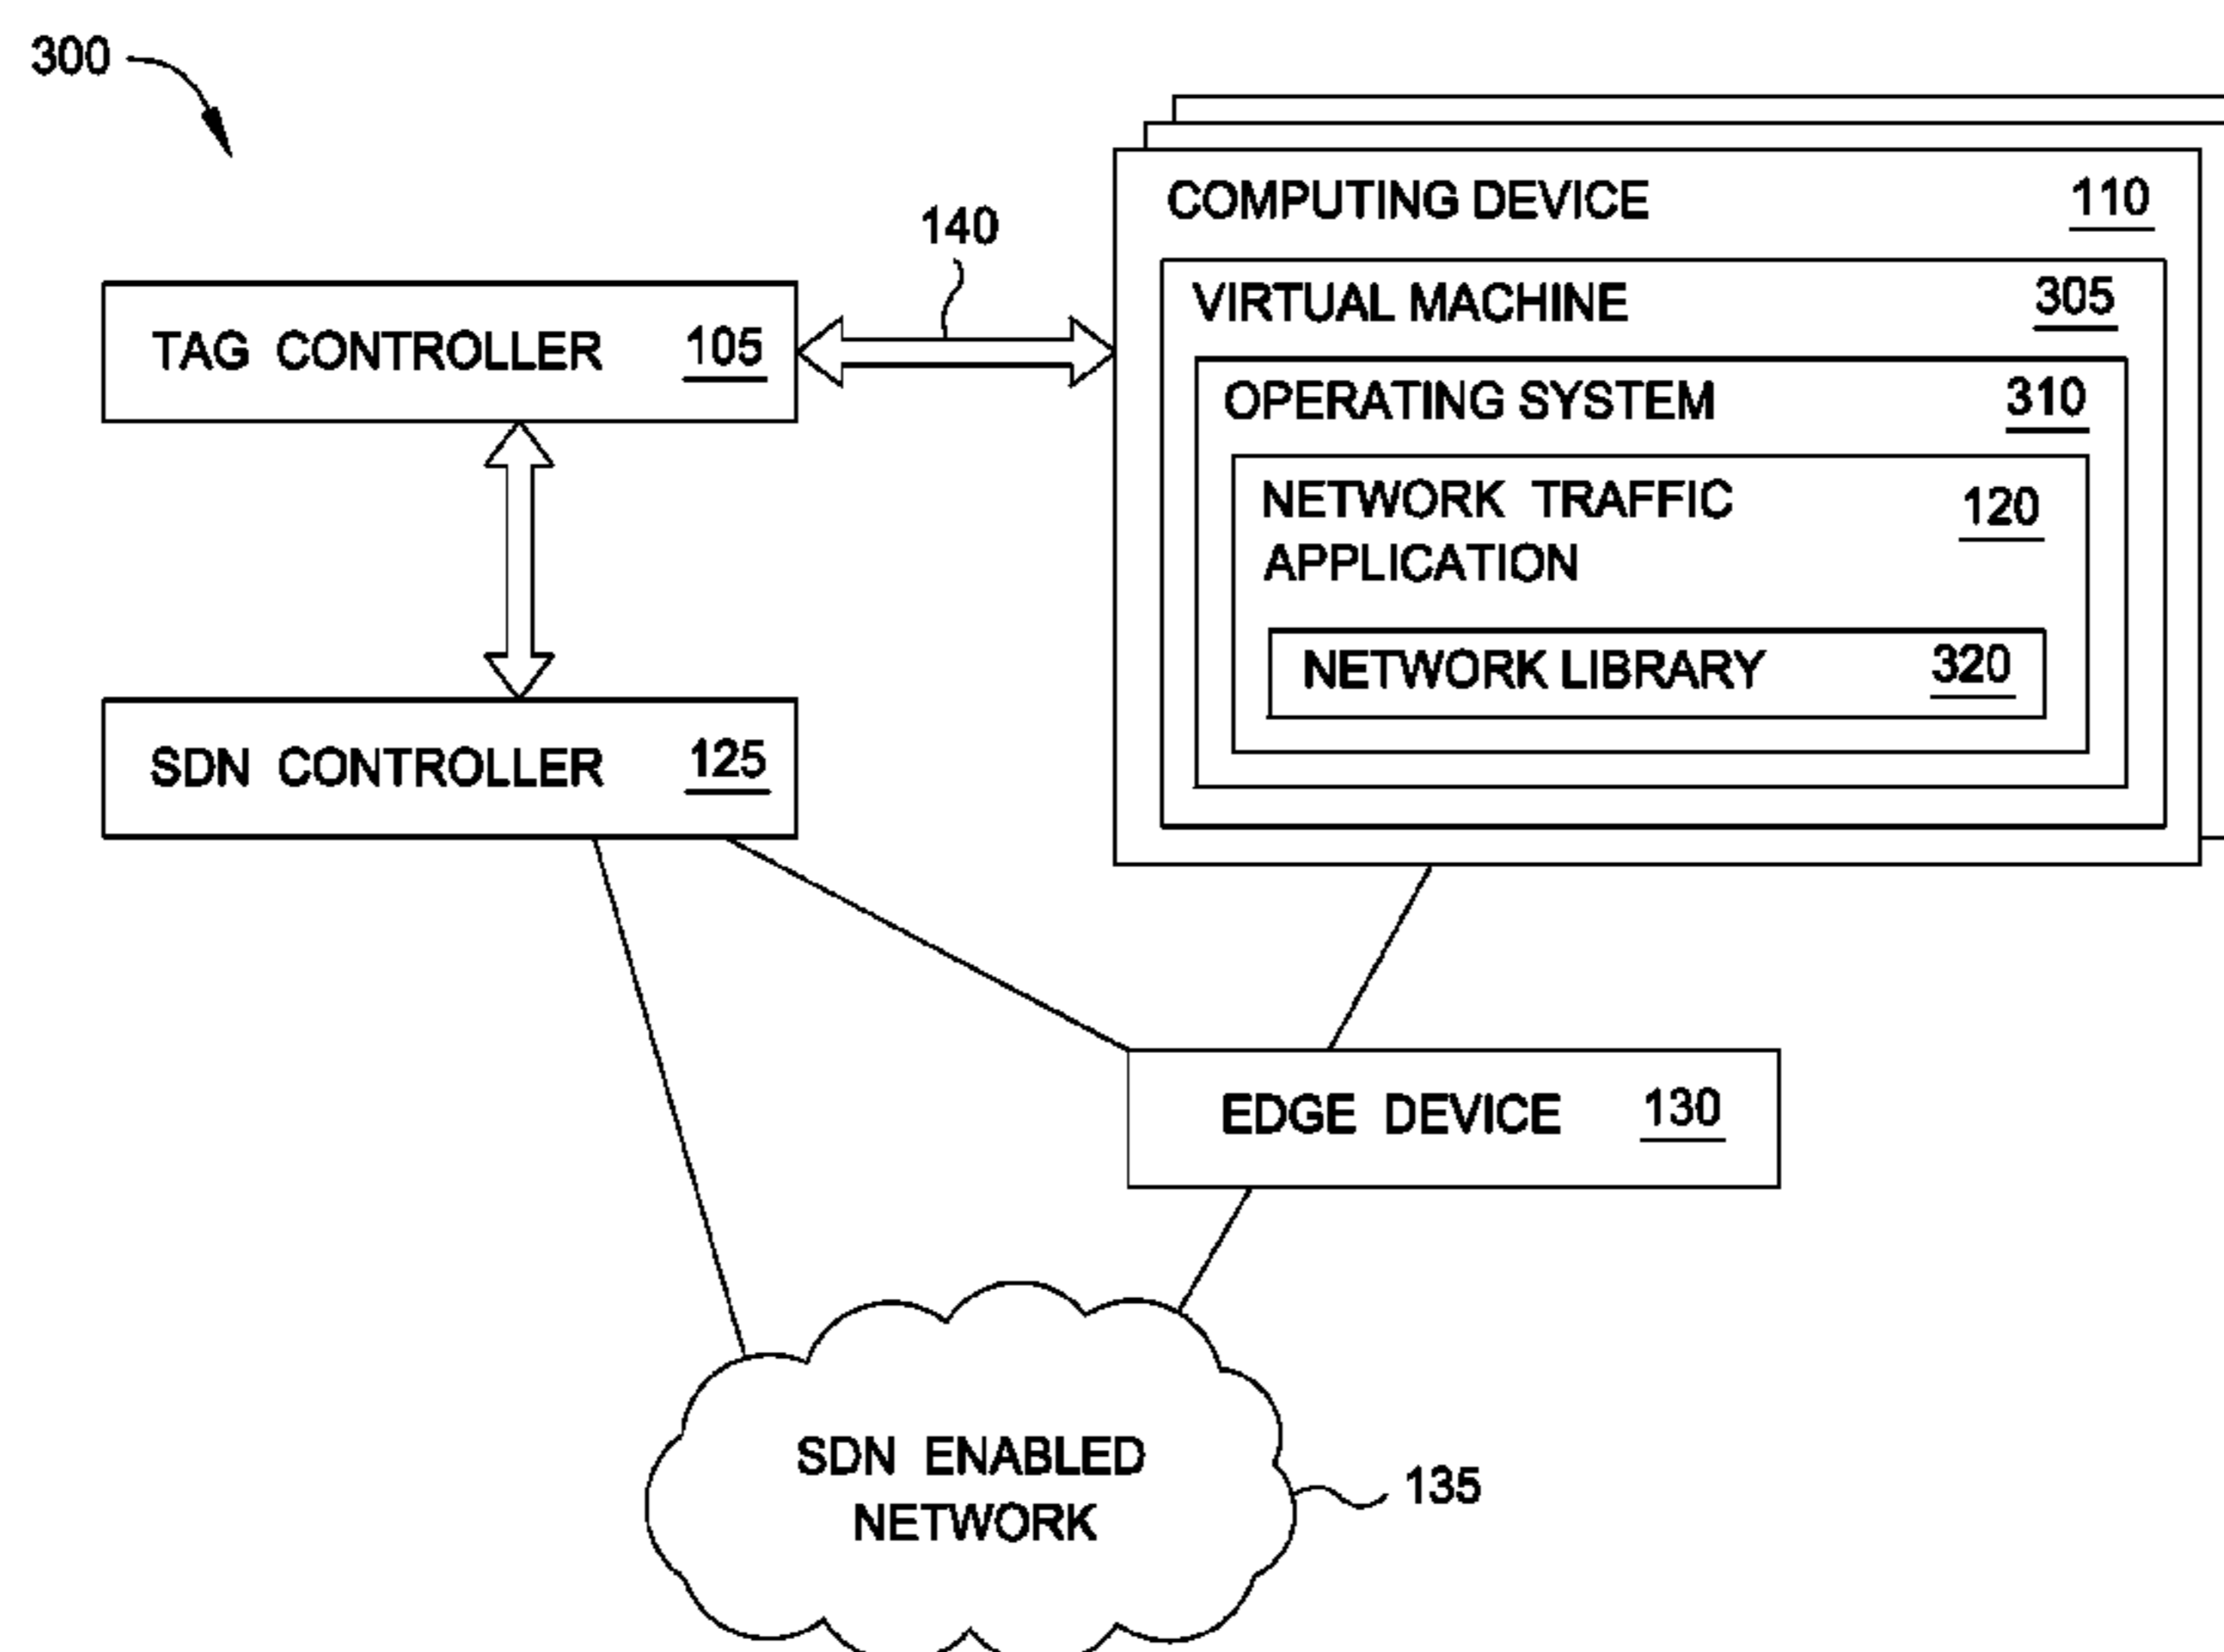 300
COMPUTING DEVICE 110
140
VIRTUAL MACHINE 305
TAG CONTROLLER 105
OPERATING SYSTEM 310
NETWORK TRAFFIC 120
APPLICATION
NETWORK LIBRARY 320
SDN CONTROLLER 125
EDGE DEVICE 130
SDN ENABLED
NETWORK
135